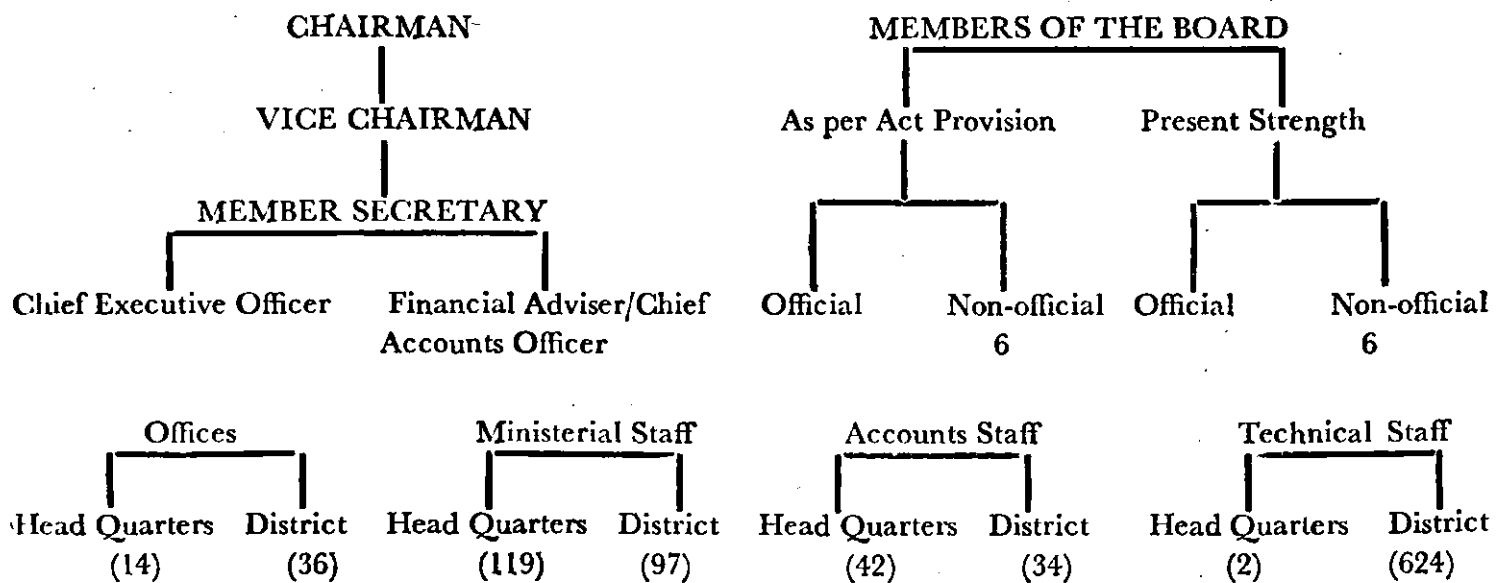 CHAIRMAN
MEMBERS OF THE BOARD
VICE CHAIRMAN
As per Act Provision
Present Strength
MEMBER SECRETARY
Chief Executive Officer
Financial Adviser/Chief
Accounts Officer
Official
Non-official
6
Official
Non-official
6
Offices
Ministerial Staff
Accounts Staff
Technical Staff
Head Quarters
District
Head Quarters
District
Head Quarters
District
Head Quarters
District
(14)
(36)
(119)
(97)
(42)
(34)
(2)
(624)